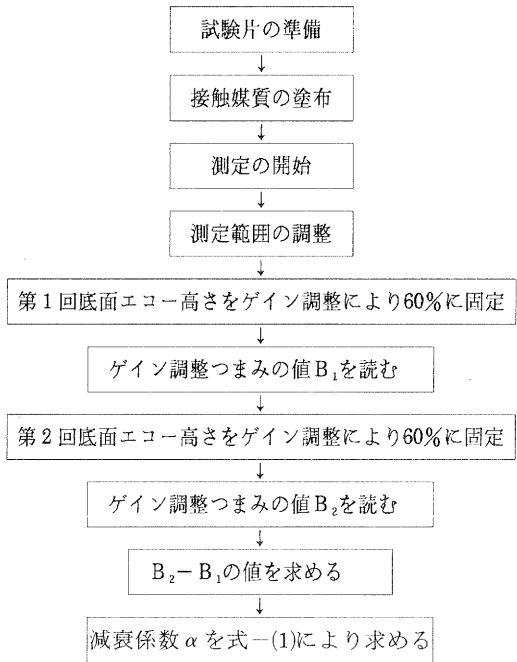 試験片の準備
↓
接触媒質の塗布
↓
測定の開始
↓
測定範囲の調整
↓
第1回底面エコー高さをゲイン調整により60%に固定
↓
ゲイン調整つまみの値B₁を読む
↓
第2回底面エコー高さをゲイン調整により60%に固定
↓
ゲイン調整つまみの値B₂を読む
↓
B₂－B₁の値を求める
↓
減衰係数αを式－(1)により求める